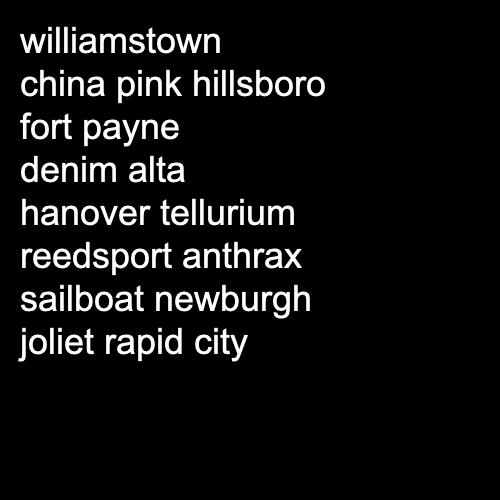 williamstown
china pink hillsboro
fort payne
denim alta
hanover tellurium
reedsport anthrax
sailboat newburgh
joliet rapid city